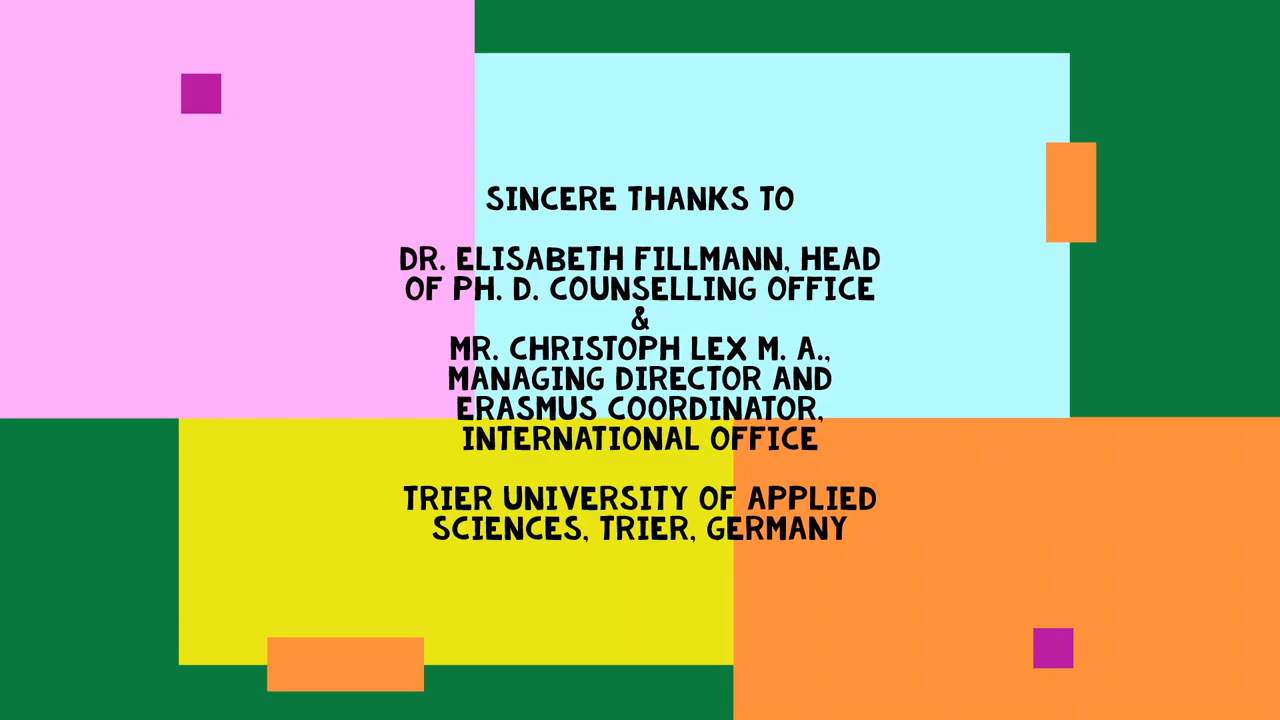 SINCERE THANKS TO
DR. ELISABETH FILLMANN, HEAD
OF PH. D. COUNSELLING OFFICE
&
MR. CHRISTOPH LEX M. A.,
MANAGING DIRECTOR AND
ERASMUS COORDINATOR,
INTERNATIONAL OFFICE
TRIER UNIVERSITY OF APPLIED
SCIENCES, TRIER, GERMANY